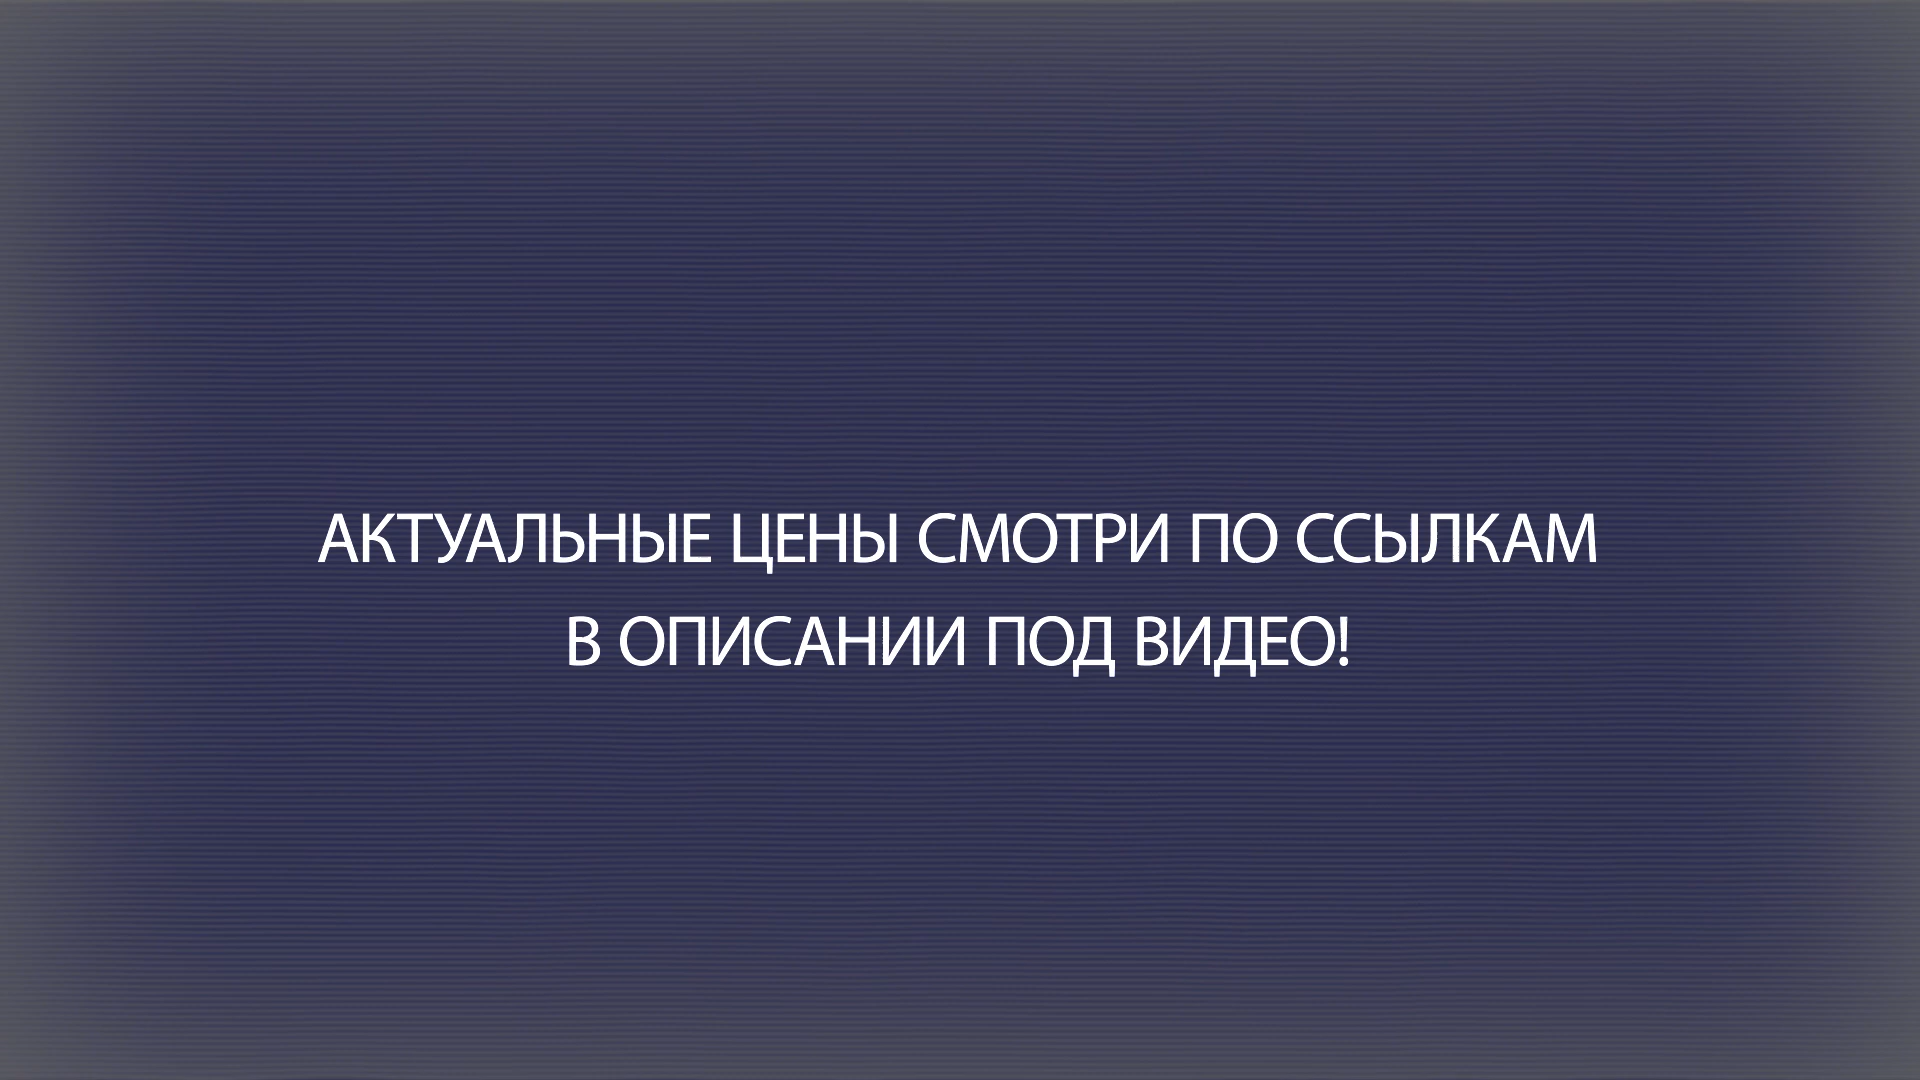 АКТУАЛЬНЫЕ ЦЕНЫ СМОТРИ ПО ССЫЛКАМ
В ОПИСАНИИ ПОД ВИДЕО!